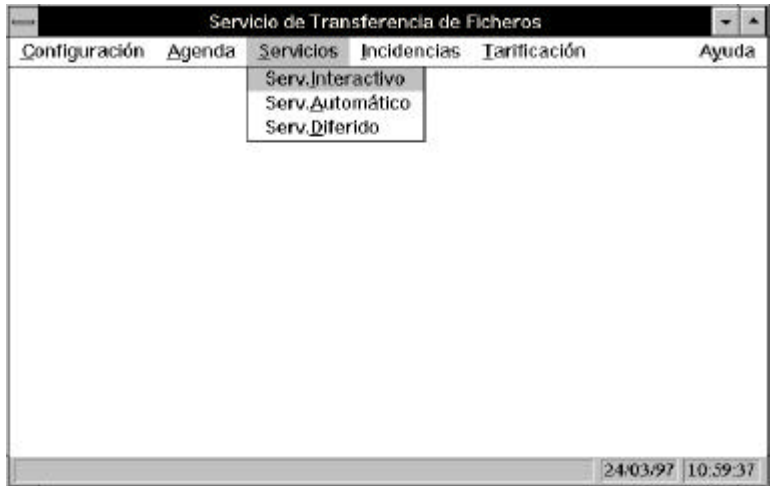 Servicio de Transferencia de Ficheros
Configuración Agenda Servicios Incidencias Tarificación Ayuda
Serv.Interactivo
Serv.Automático
Serv.Diferido
24/03/97 10:59:37